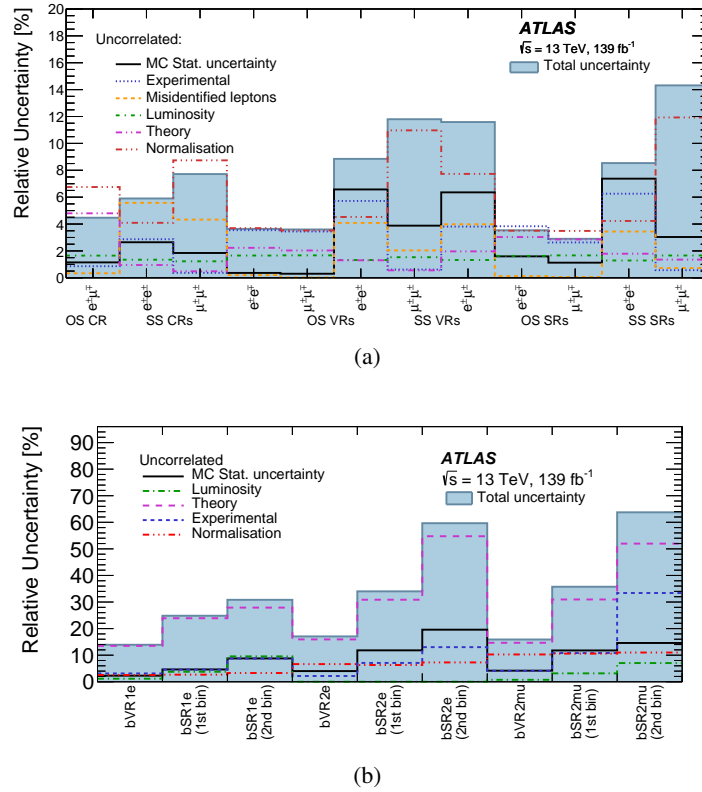 20
18
16
14
12
10
8
6
4
2
0
Relative Uncertainty [%]
Uncorrelated:
MC Stat. uncertainty
Experimental
Misidentified leptons
Luminosity
Theory
Normalisation
ATLAS
√s = 13 TeV, 139 fb⁻¹
Total uncertainty
e±μ∓ e±e± μ±μ± e±e∓ μ±μ∓ e±e± μ±μ± e±μ± e±e∓ μ±μ∓ e±e± μ±μ±
OS CR SS CRs OS VRs SS VRs OS SRs SS SRs
(a)
90
80
70
60
50
40
30
20
10
0
Relative Uncertainty [%]
Uncorrelated
MC Stat. uncertainty
Luminosity
Theory
Experimental
Normalisation
ATLAS
√s = 13 TeV, 139 fb⁻¹
Total uncertainty
bVR1e
bSR1e
(1st bin)
bSR1e
(2nd bin)
bVR2e
bSR2e
(1st bin)
bSR2e
(2nd bin)
bVR2mu
bSR2mu
(1st bin)
bSR2mu
(2nd bin)
(b)